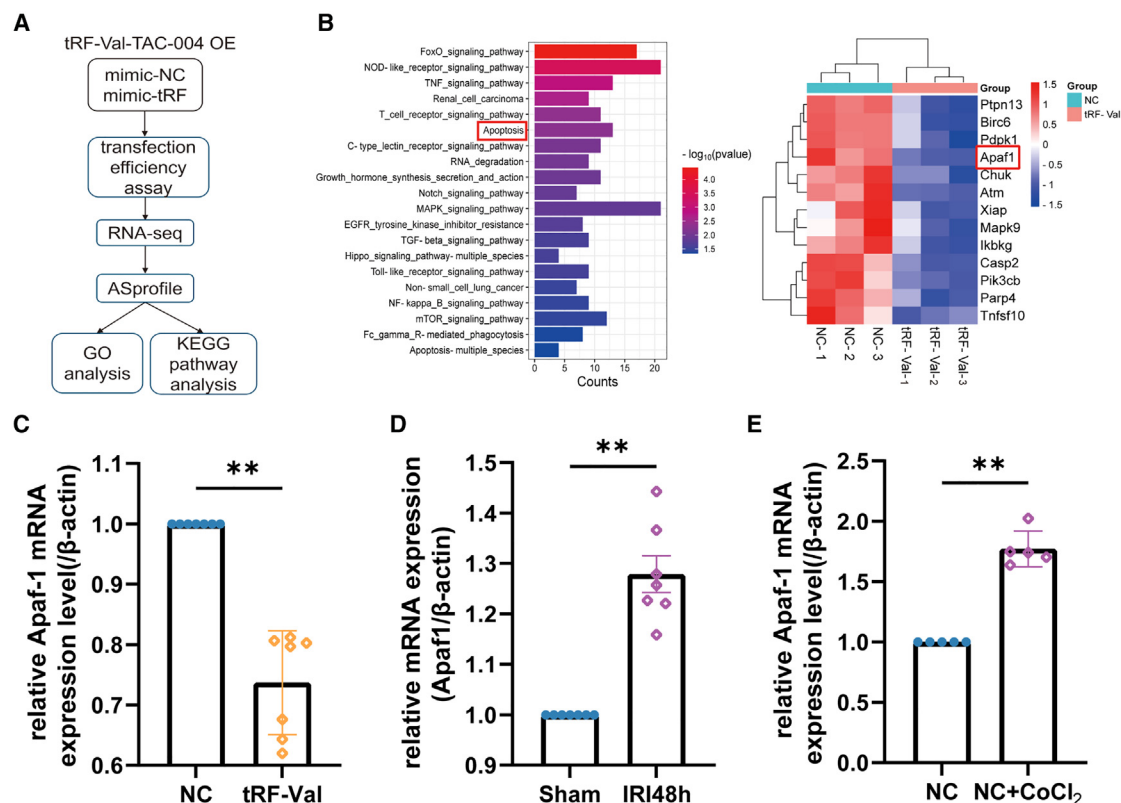 A
tRF-Val-TAC-004 OE
mimic-NC
mimic-tRF
transfection
efficiency
assay
RNA-seq
ASprofile
GO
analysis
KEGG
pathway
analysis
B
FoxO_signaling_pathway
NOD- like_receptor_signaling_pathway
TNF_signaling_pathway
Renal_cell_carcinoma
T_cell_receptor_signaling_pathway
Apoptosis
C- type_lectin_receptor_signaling_pathway
RNA_degradation
Growth_hormone_synthesis_secretion_and_action
Notch_signaling_pathway
MAPK_signaling_pathway
EGFR_tyrosine_kinase_inhibitor_resistance
TGF- beta_signaling_pathway
Hippo_signaling_pathway- multiple_species
Toll- like_receptor_signaling_pathway
Non- small_cell_lung_cancer
NF- kappa_B_signaling_pathway
mTOR_signaling_pathway
Fc_gamma_R- mediated_phagocytosis
Apoptosis- multiple_species
0 5 10 15 20
Counts
- log10(pvalue)
4.0
3.5
3.0
2.5
2.0
1.5
Group
Ptpn13
Birc6
Pdpk1
Apaf1
Chuk
Atm
Xiap
Mapk9
Ikbkg
Casp2
Pik3cb
Parp4
Tnfsf10
NC- 1
NC- 2
NC- 3
tRF- Val-1
tRF- Val-2
tRF- Val-3
1.5
1
0.5
0
- 0.5
- 1
- 1.5
Group
NC
tRF- Val
C
relative Apaf-1 mRNA
expression level(/β-actin)
1.1
1.0
0.9
0.8
0.7
0.6
**
NC tRF-Val
D
relative mRNA expression
(Apaf1/β-actin)
1.5
1.4
1.3
1.2
1.1
1.0
0.9
**
Sham IRI48h
E
relative Apaf-1 mRNA
expression level(/β-actin)
2.5
2.0
1.5
1.0
0.5
0.0
**
NC NC+CoCl2